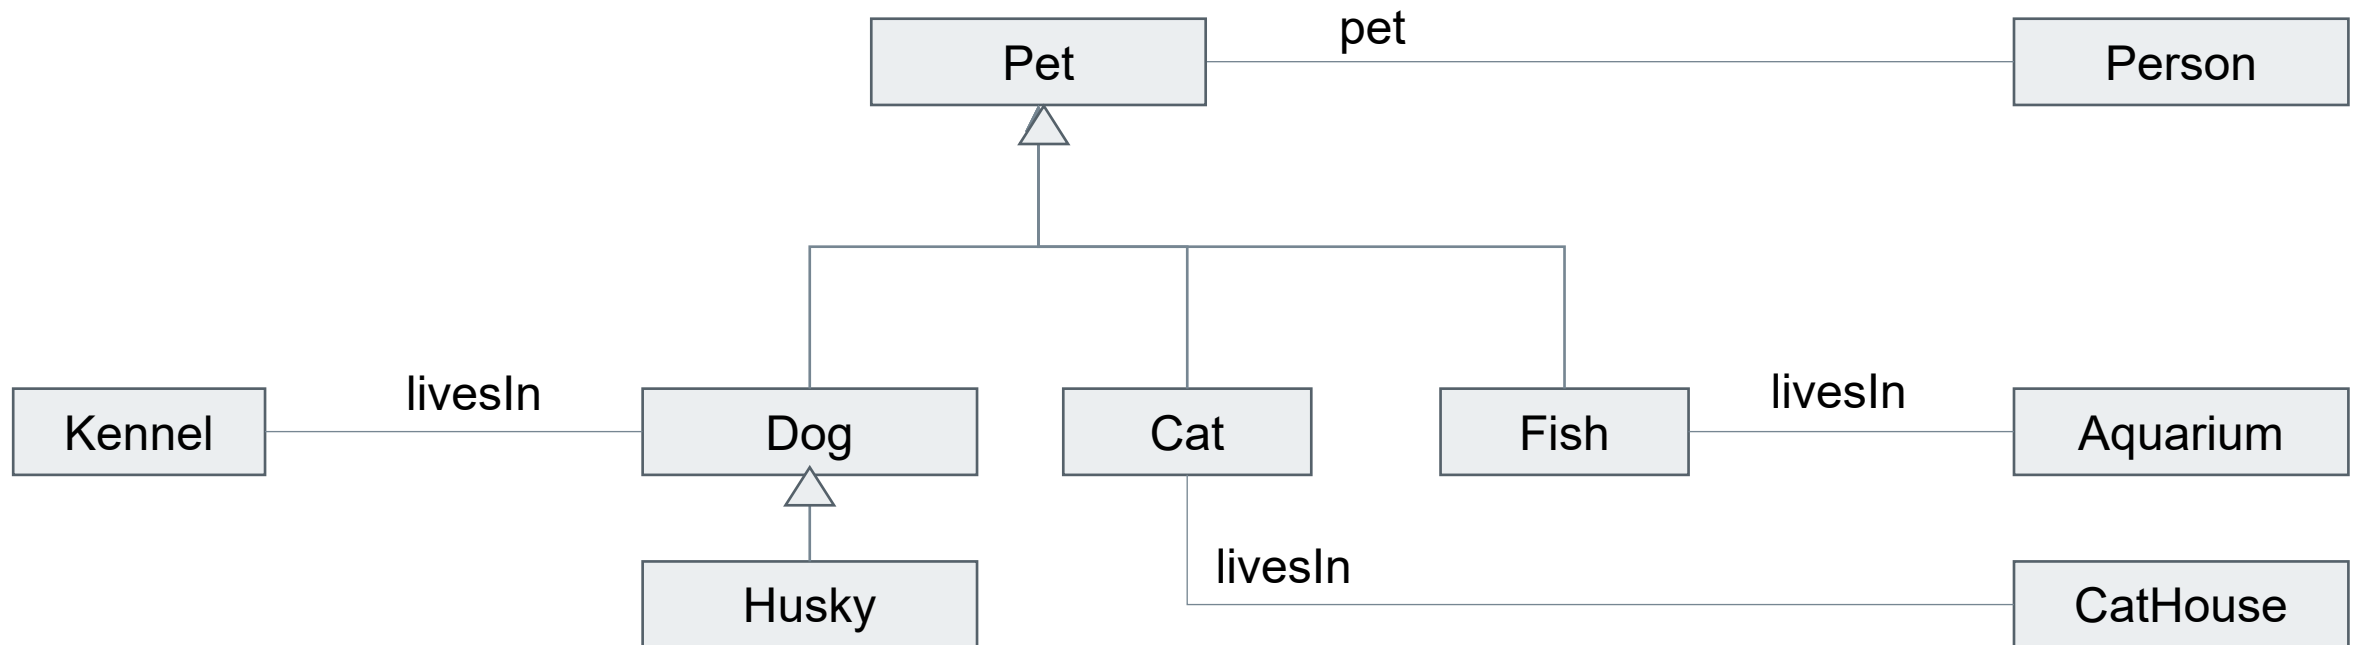 pet
Pet
Person
livesIn
livesIn
Kennel
Dog
Cat
Fish
Aquarium
livesIn
Husky
CatHouse